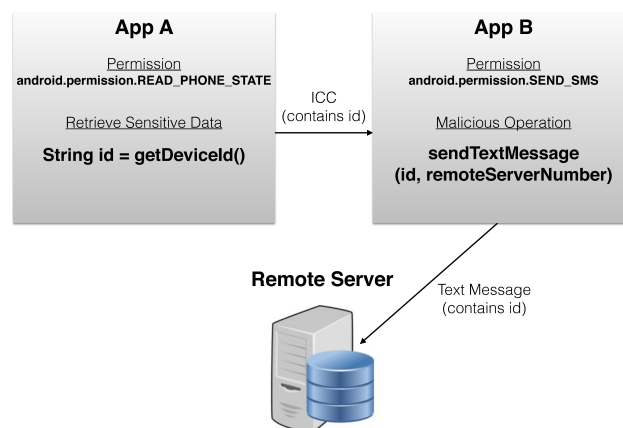 App A
Permission
android.permission.READ_PHONE_STATE
Retrieve Sensitive Data
String id = getDeviceId()
ICC
(contains id)
App B
Permission
android.permission.SEND_SMS
Malicious Operation
sendTextMessage
(id, remoteServerNumber)
Remote Server
Text Message
(contains id)